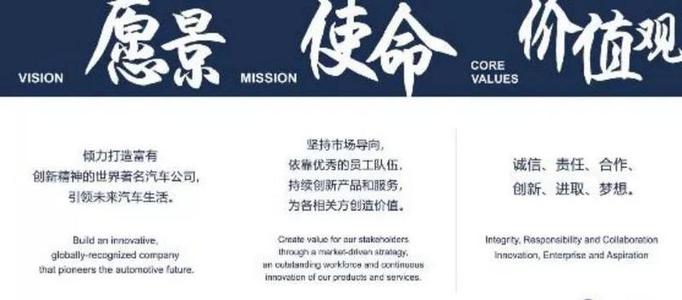 VISION 愿景
MISSION 使命
CORE
VALUES
价值观
倾力打造富有
创新精神的世界著名汽车公司，
引领未来汽车生活。
Build an innovative,
globally-recognized company
that pioneers the automotive future.
坚持市场导向，
依靠优秀的员工队伍，
持续创新产品和服务，
为各相关方创造价值。
Create value for our stakeholders
through a market-driven strategy,
an outstanding workforce and continuous
innovation of our products and services.
诚信、责任、合作、
创新、进取、梦想。
Integrity, Responsibility and Collaboration
Innovation, Enterprise and Aspiration